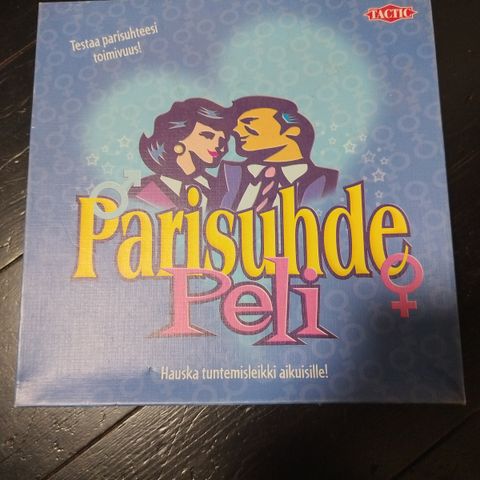 TACTIC
Testaa parisuhteesi
toimivuus!
Parisuhde
Peli
Hauska tuntemisleikki aikuisille!